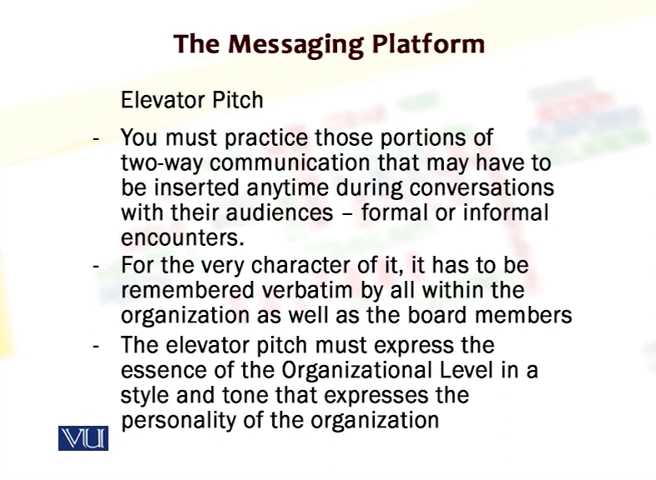 The Messaging Platform
Elevator Pitch
- You must practice those portions of
two-way communication that may have to
be inserted anytime during conversations
with their audiences – formal or informal
encounters.
- For the very character of it, it has to be
remembered verbatim by all within the
organization as well as the board members
- The elevator pitch must express the
essence of the Organizational Level in a
style and tone that expresses the
personality of the organization
VU